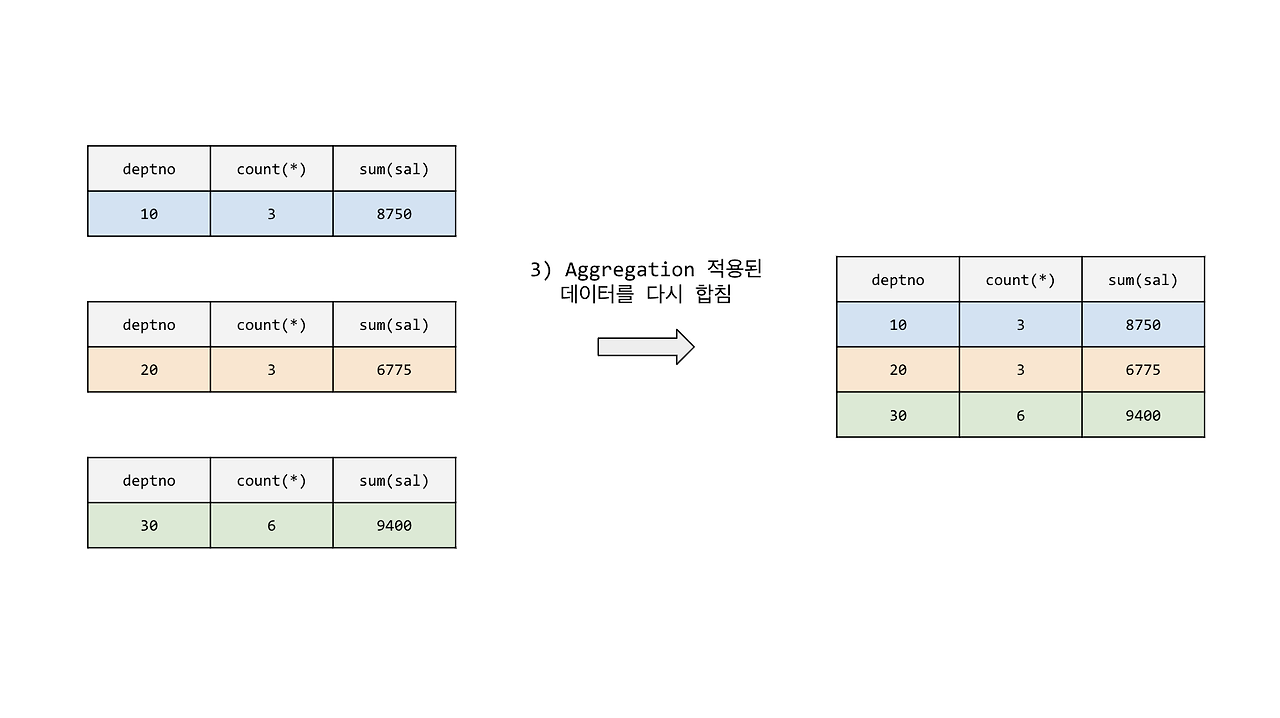 deptno count(*) sum(sal)
10 3 8750
deptno count(*) sum(sal)
20 3 6775
deptno count(*) sum(sal)
30 6 9400
3) Aggregation 적용된
데이터를 다시 합침
deptno count(*) sum(sal)
10 3 8750
20 3 6775
30 6 9400